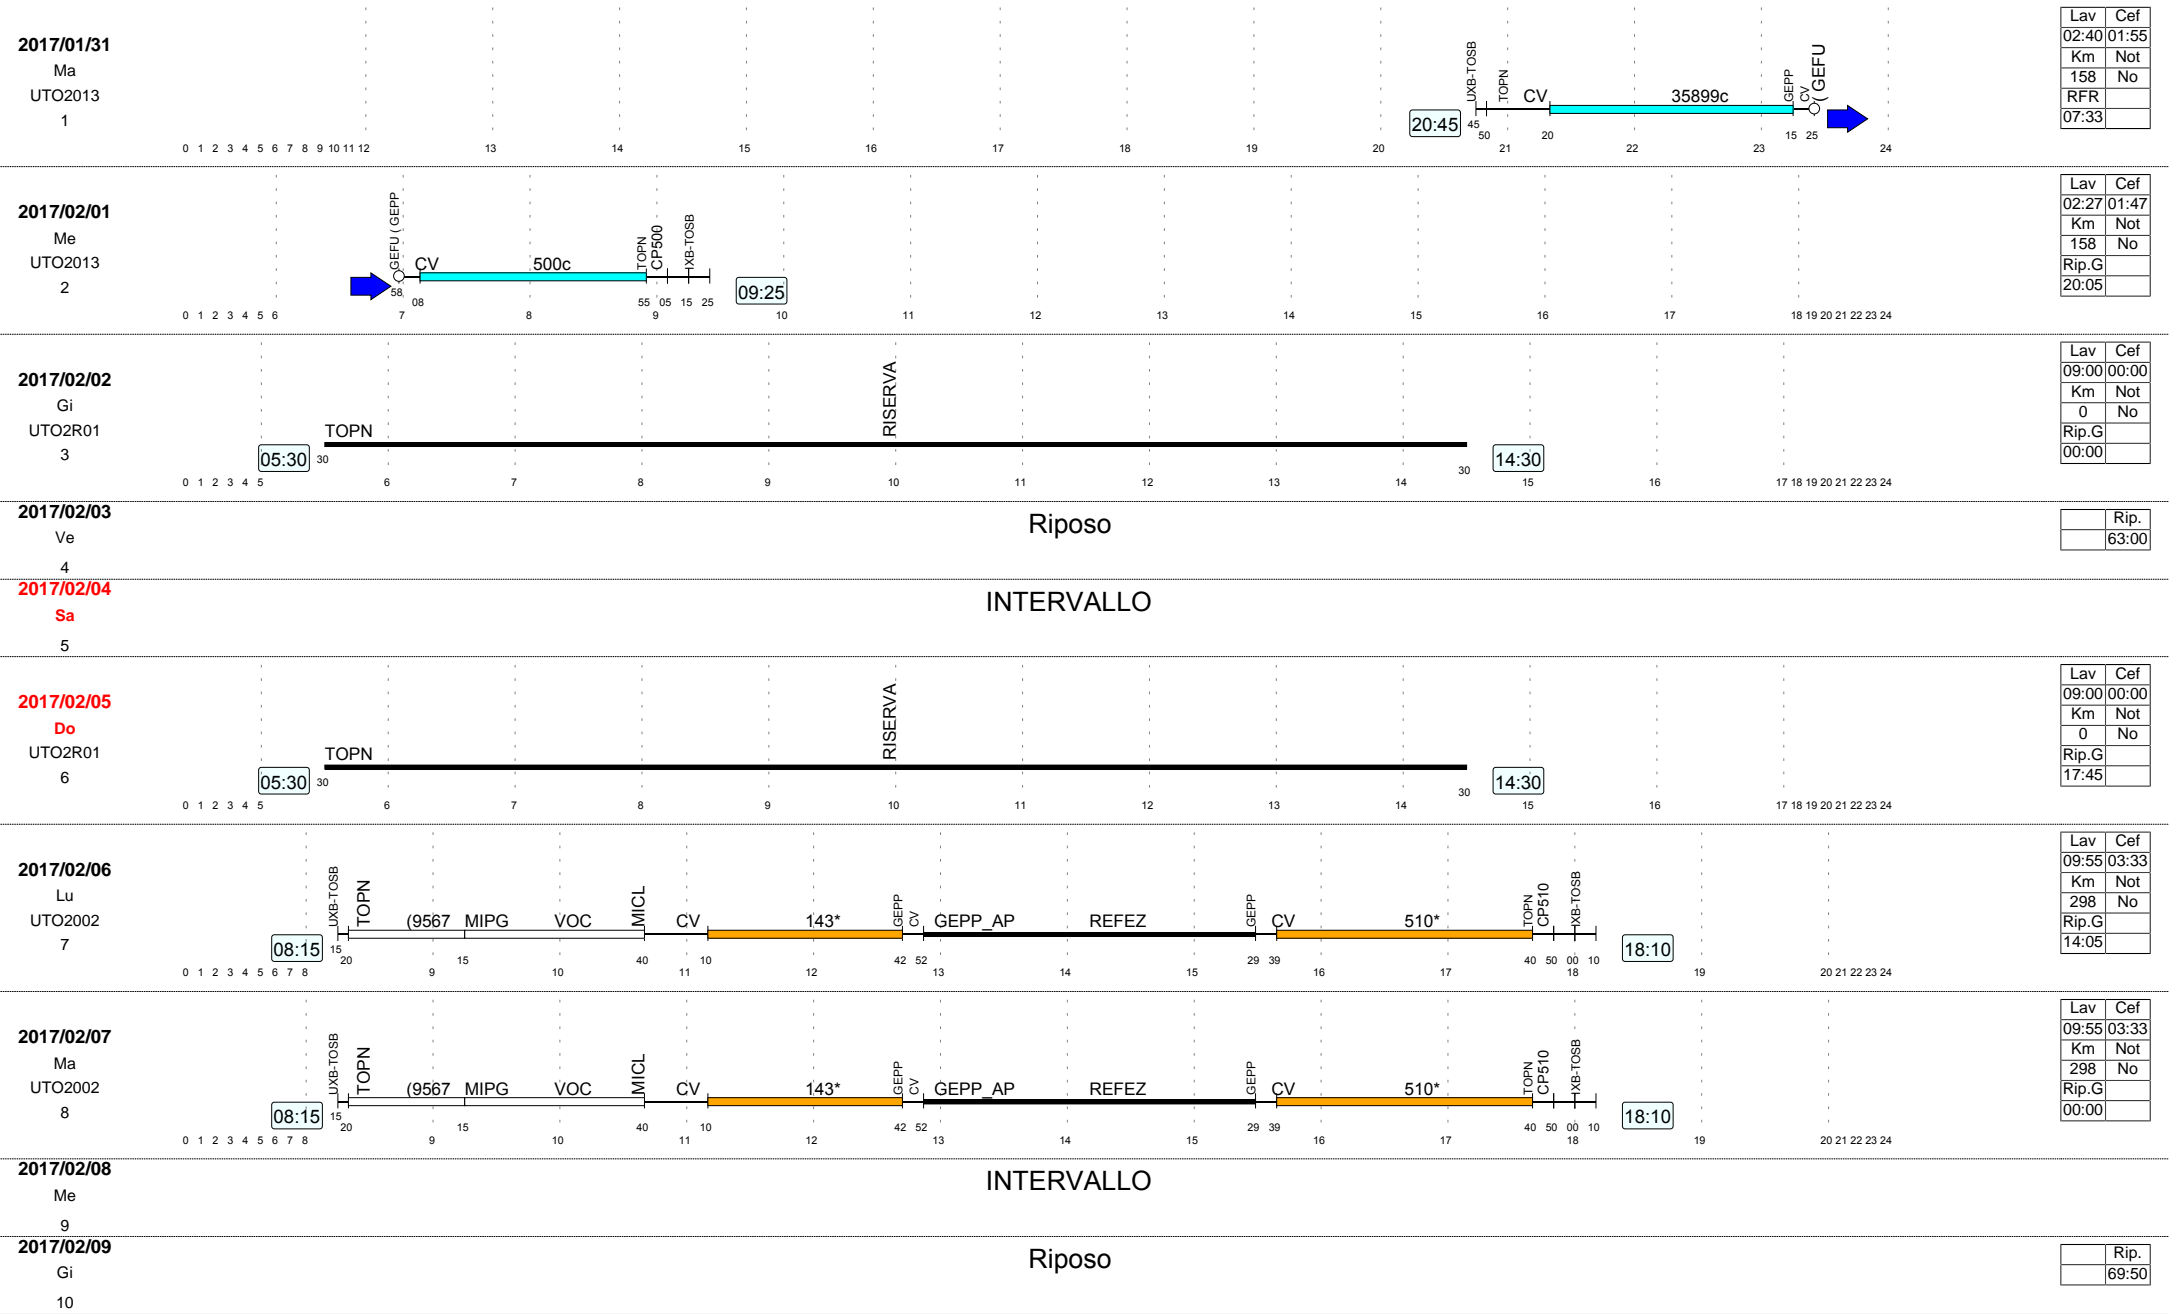 2017/01/31
Ma
UTO2013
1
20:45
UXB-TOSB TOPN CV 35899c GEPP CV ( GEFU
45 50 20 15 25
0 1 2 3 4 5 6 7 8 9 10 11 12 13 14 15 16 17 18 19 20 21 22 23 24
Lav Cef
02:40 01:55
Km Not
158 No
RFR
07:33
2017/02/01
Me
UTO2013
2
GEFU ( GEPP CV 500c TOPN CP500 IXB-TOSB
58 08 55 05 15 25
09:25
0 1 2 3 4 5 6 7 8 9 10 11 12 13 14 15 16 17 18 19 20 21 22 23 24
Lav Cef
02:27 01:47
Km Not
158 No
Rip.G
20:05
2017/02/02
Gi
UTO2R01
3
05:30
TOPN RISERVA
30 30
14:30
0 1 2 3 4 5 6 7 8 9 10 11 12 13 14 15 16 17 18 19 20 21 22 23 24
Lav Cef
09:00 00:00
Km Not
0 No
Rip.G
00:00
2017/02/03
Ve
4
Riposo
Rip.
63:00
2017/02/04
Sa
5
INTERVALLO
2017/02/05
Do
UTO2R01
6
05:30
TOPN RISERVA
30 30
14:30
0 1 2 3 4 5 6 7 8 9 10 11 12 13 14 15 16 17 18 19 20 21 22 23 24
Lav Cef
09:00 00:00
Km Not
0 No
Rip.G
17:45
2017/02/06
Lu
UTO2002
7
08:15
UXB-TOSB TOPN (9567 MIPG VOC MICL CV 143* GEPP CV GEPP_AP REFEZ GEPP CV 510* TOPN CP510 IXB-TOSB
15 20 15 40 10 42 52 29 39 40 50 00 10
18:10
0 1 2 3 4 5 6 7 8 9 10 11 12 13 14 15 16 17 18 19 20 21 22 23 24
Lav Cef
09:55 03:33
Km Not
298 No
Rip.G
14:05
2017/02/07
Ma
UTO2002
8
08:15
UXB-TOSB TOPN (9567 MIPG VOC MICL CV 143* GEPP CV GEPP_AP REFEZ GEPP CV 510* TOPN CP510 IXB-TOSB
15 20 15 40 10 42 52 29 39 40 50 00 10
18:10
0 1 2 3 4 5 6 7 8 9 10 11 12 13 14 15 16 17 18 19 20 21 22 23 24
Lav Cef
09:55 03:33
Km Not
298 No
Rip.G
00:00
2017/02/08
Me
9
INTERVALLO
2017/02/09
Gi
10
Riposo
Rip.
69:50